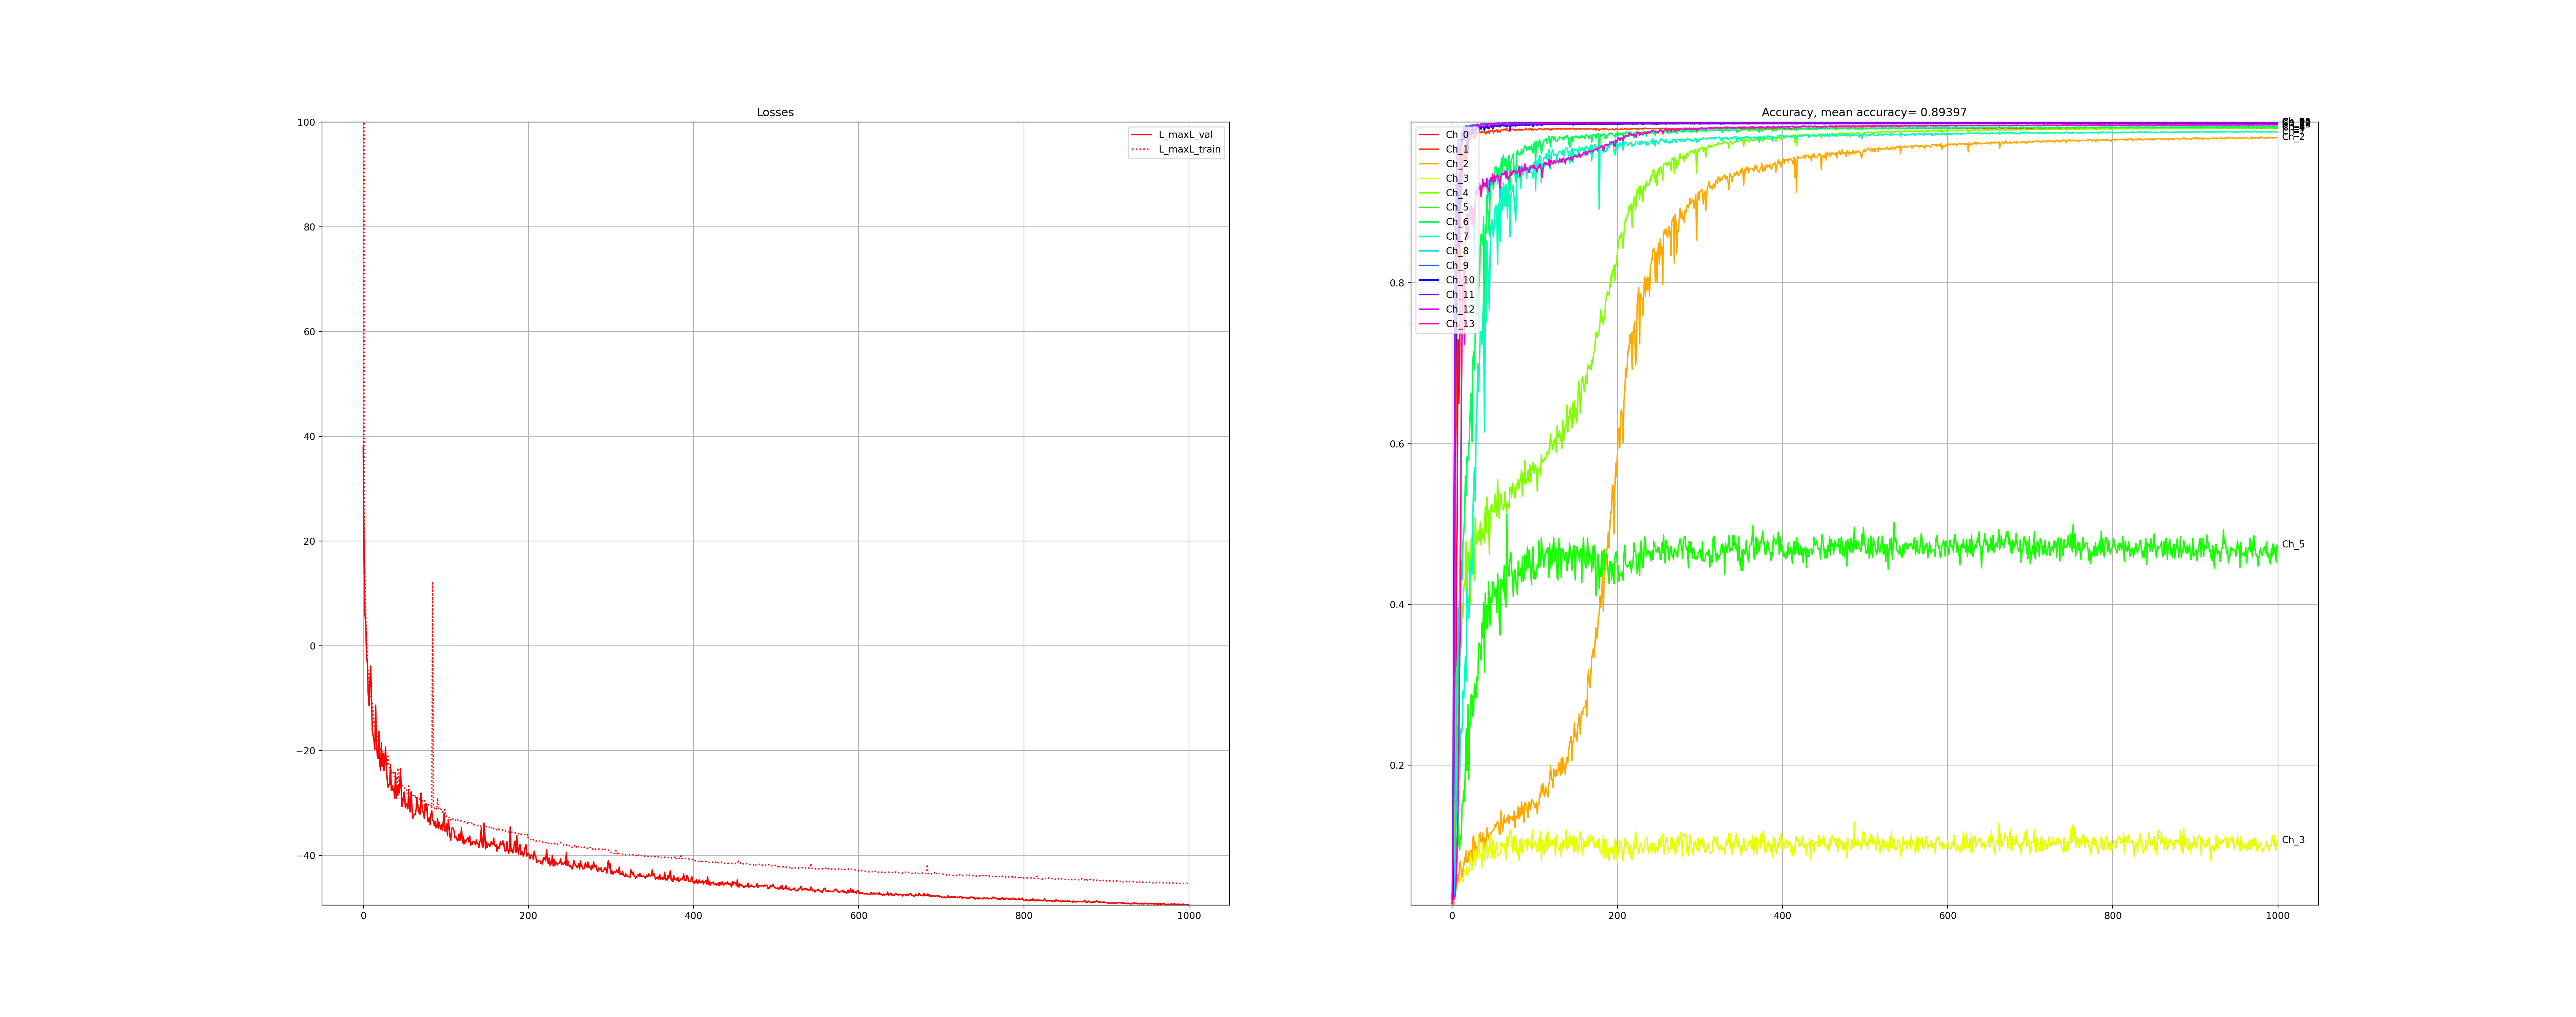 Losses
100
80
60
40
20
0
−20
−40
0
200
400
600
800
1000
L_maxL_val
L_maxL_train
Accuracy, mean accuracy= 0.89397
0.8
0.6
0.4
0.2
0
200
400
600
800
1000
Ch_0
Ch_1
Ch_2
Ch_3
Ch_4
Ch_5
Ch_6
Ch_7
Ch_8
Ch_9
Ch_10
Ch_11
Ch_12
Ch_13
Ch_2
Ch_5
Ch_3